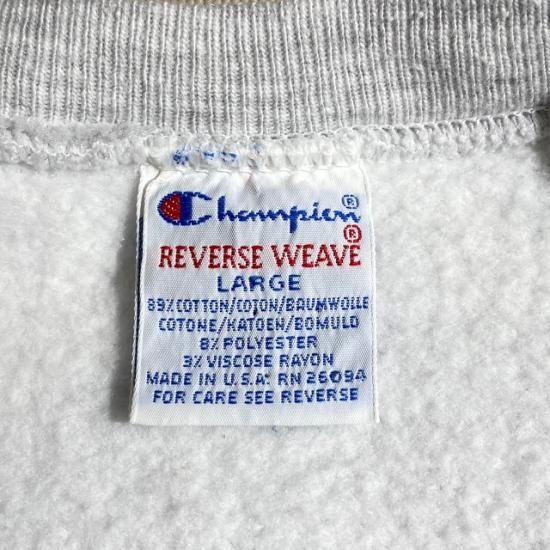 Champion®
REVERSE WEAVE®
LARGE
89% COTTON/COTON/BAUMWOLLE
COTONE/KATOEN/BOMULD
8% POLYESTER
3% VISCOSE RAYON
MADE IN U.S.A. RN 26094
FOR CARE SEE REVERSE